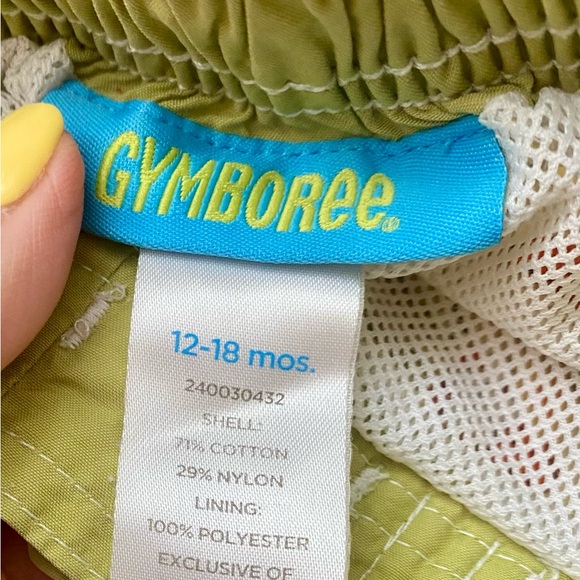 GYMBOREE®
12-18 mos.
240030432
SHELL:
71% COTTON
29% NYLON
LINING:
100% POLYESTER
EXCLUSIVE OF